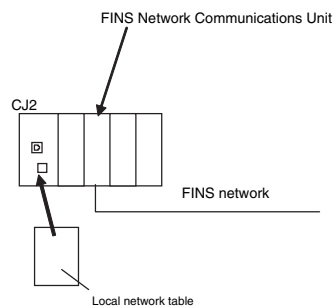 FINS Network Communications Unit
CJ2
D
FINS network
Local network table